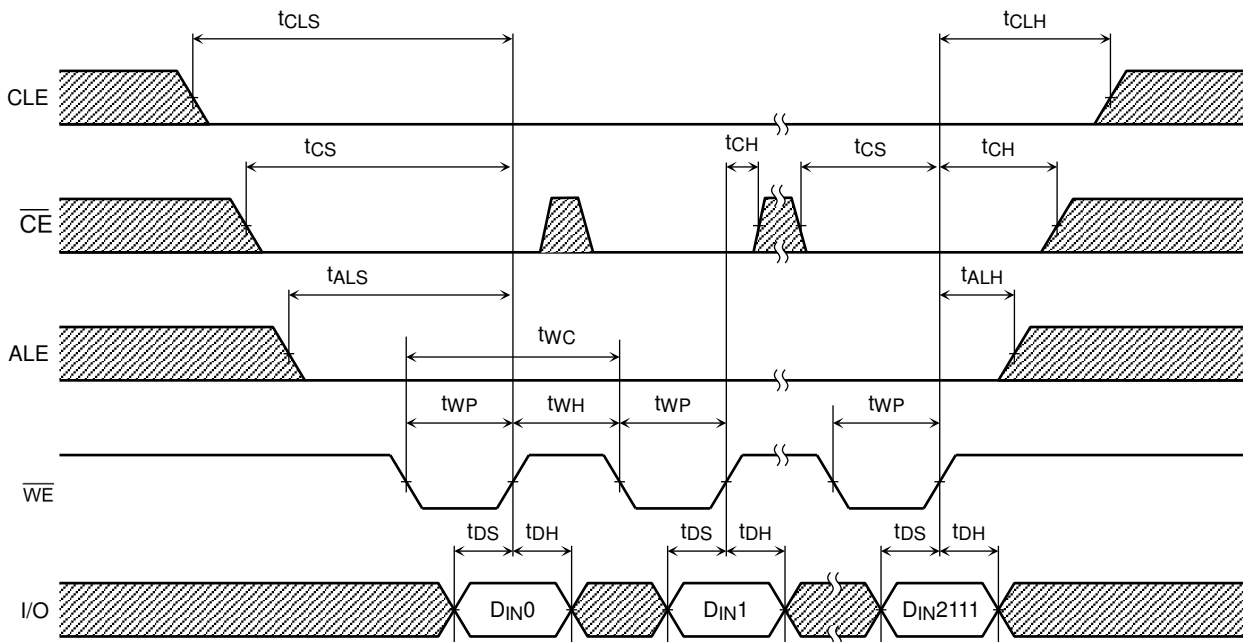 tCLS tCLH
CLE
tCS tCH tCS tCH
CE
tALS tALH
ALE
tWC
tWP tWH tWP tWP
WE
tDS tDH tDS tDH tDS tDH
I/O DIN0 DIN1 DIN2111